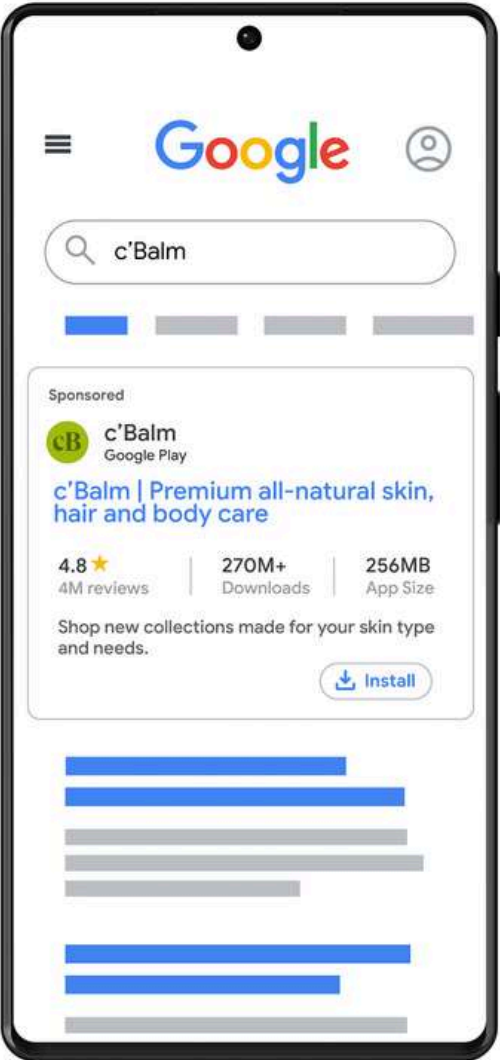 Google
c’Balm
Sponsored
cB
c’Balm
Google Play
c’Balm | Premium all-natural skin,
hair and body care
4.8★ 270M+ 256MB
4M reviews Downloads App Size
Shop new collections made for your skin type
and needs.
Install